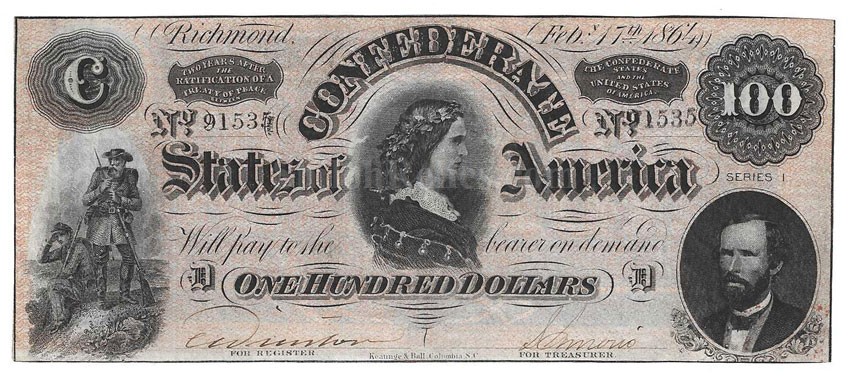 Richmond.
Feby. 17th 1864
CONFEDERATE
C
TWO YEARS AFTER
THE
RATIFICATION OF A
TREATY OF PEACE
BETWEEN
THE CONFEDERATE
STATES
AND THE
UNITED STATES
OF AMERICA.
100
No 91535
No 91535
States of America
SERIES I
Will pay to the bearer on demand
D ONE HUNDRED DOLLARS D
FOR REGISTER
Keatinge & Ball, Columbia, S.C.
FOR TREASURER